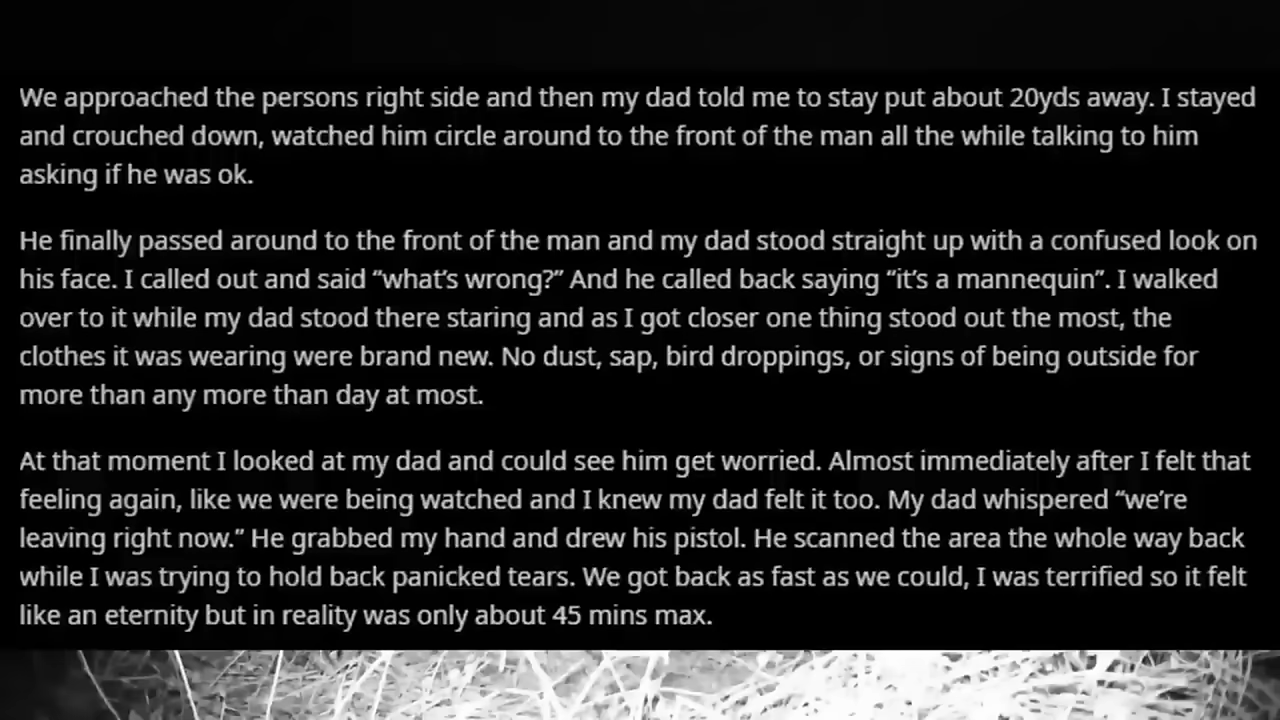 We approached the persons right side and then my dad told me to stay put about 20yds away. I stayed
and crouched down, watched him circle around to the front of the man all the while talking to him
asking if he was ok.
He finally passed around to the front of the man and my dad stood straight up with a confused look on
his face. I called out and said “what’s wrong?” And he called back saying “it’s a mannequin”. I walked
over to it while my dad stood there staring and as I got closer one thing stood out the most, the
clothes it was wearing were brand new. No dust, sap, bird droppings, or signs of being outside for
more than any more than day at most.
At that moment I looked at my dad and could see him get worried. Almost immediately after I felt that
feeling again, like we were being watched and I knew my dad felt it too. My dad whispered “we’re
leaving right now.” He grabbed my hand and drew his pistol. He scanned the area the whole way back
while I was trying to hold back panicked tears. We got back as fast as we could, I was terrified so it felt
like an eternity but in reality was only about 45 mins max.